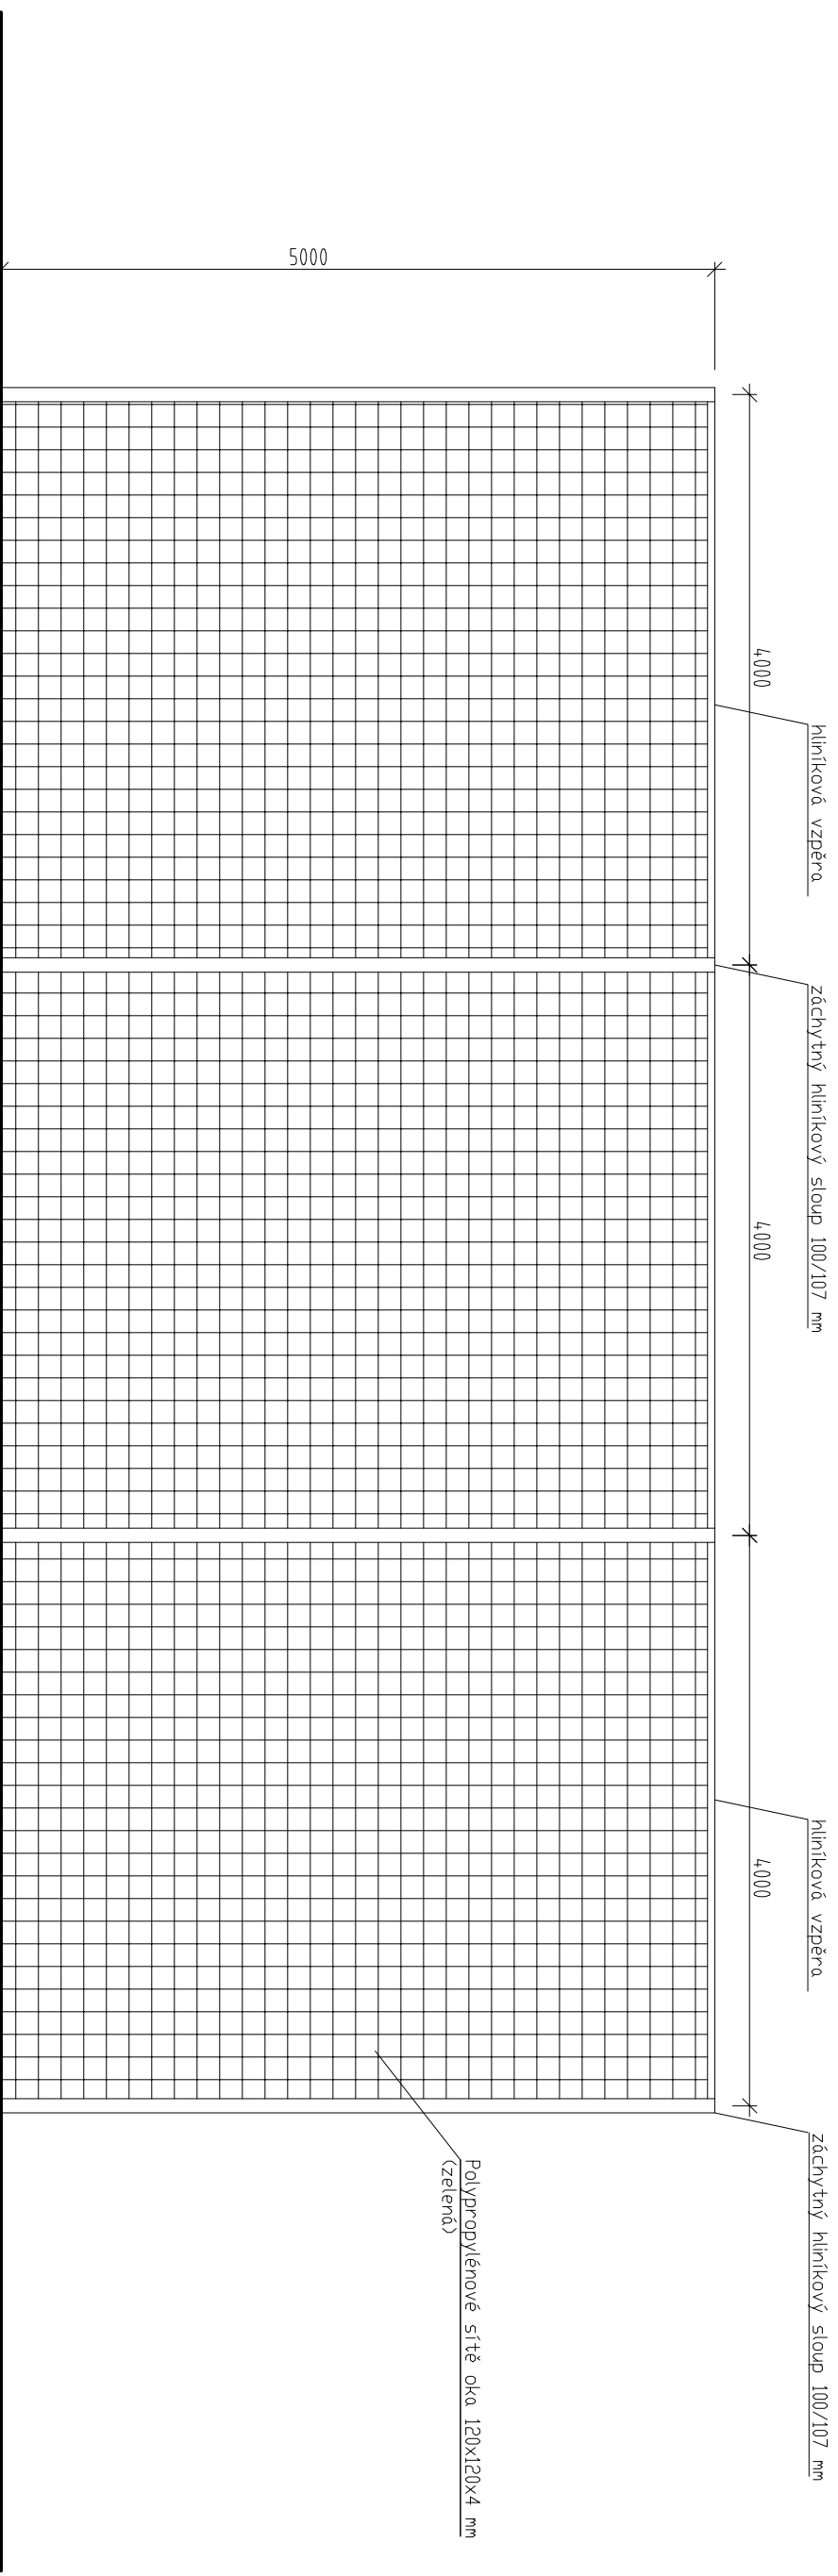 5000
hliníková vzpěra
4000
záchytný hliníkový sloup 100/107 mm
4000
hliníková vzpěra
4000
záchytný hliníkový sloup 100/107 mm
Polypropylénové sítě oka 120x120x4 mm
(zelená)